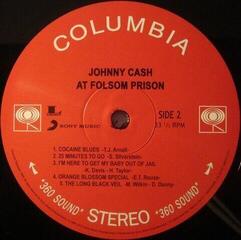 COLUMBIA
JOHNNY CASH
AT FOLSOM PRISON
SONY MUSIC
SIDE 2
33 1/3 RPM
1. COCAINE BLUES -T.J. Arnall-
2. 25 MINUTES TO GO -S. Silverstein-
3. I'M HERE TO GET MY BABY OUT OF JAIL
-K. Davis - H. Taylor-
4. ORANGE BLOSSOM SPECIAL -E.T. Rouse-
5. THE LONG BLACK VEIL -M. Wilkin - D. Danny-
"360 SOUND" STEREO "360 SOUND"